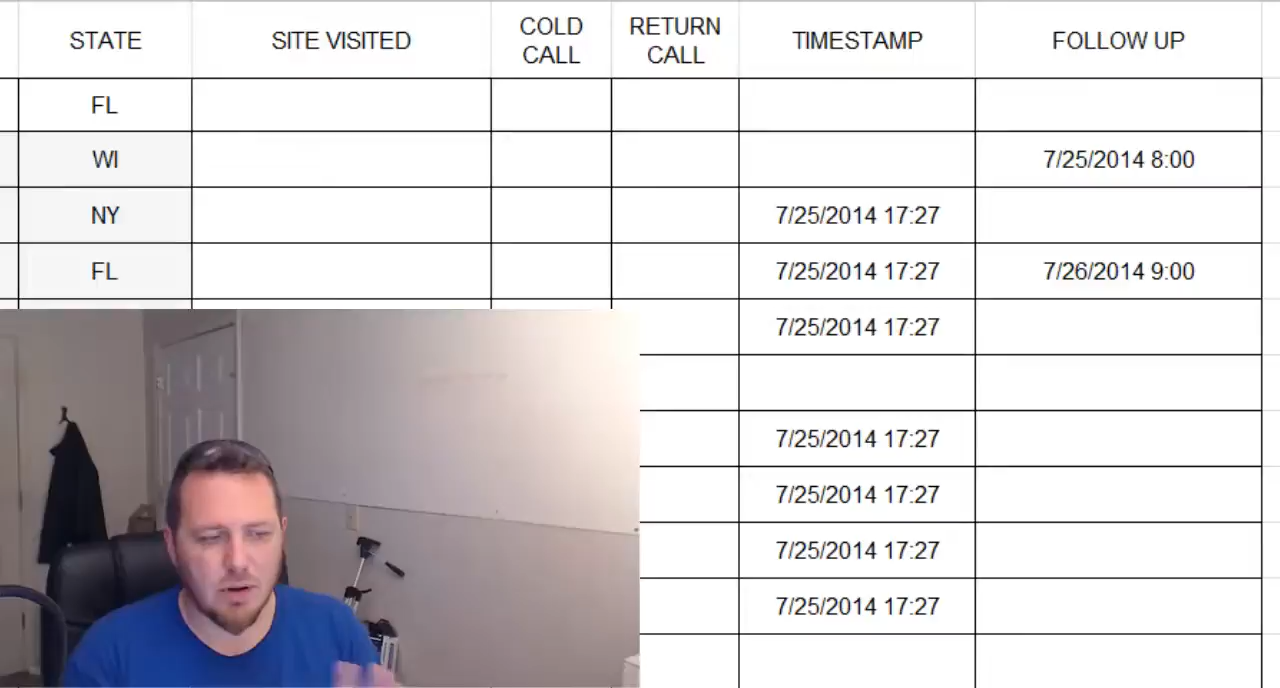 STATE SITE VISITED COLD CALL RETURN CALL TIMESTAMP FOLLOW UP
FL
WI 7/25/2014 8:00
NY 7/25/2014 17:27
FL 7/25/2014 17:27 7/26/2014 9:00
7/25/2014 17:27
7/25/2014 17:27
7/25/2014 17:27
7/25/2014 17:27
7/25/2014 17:27